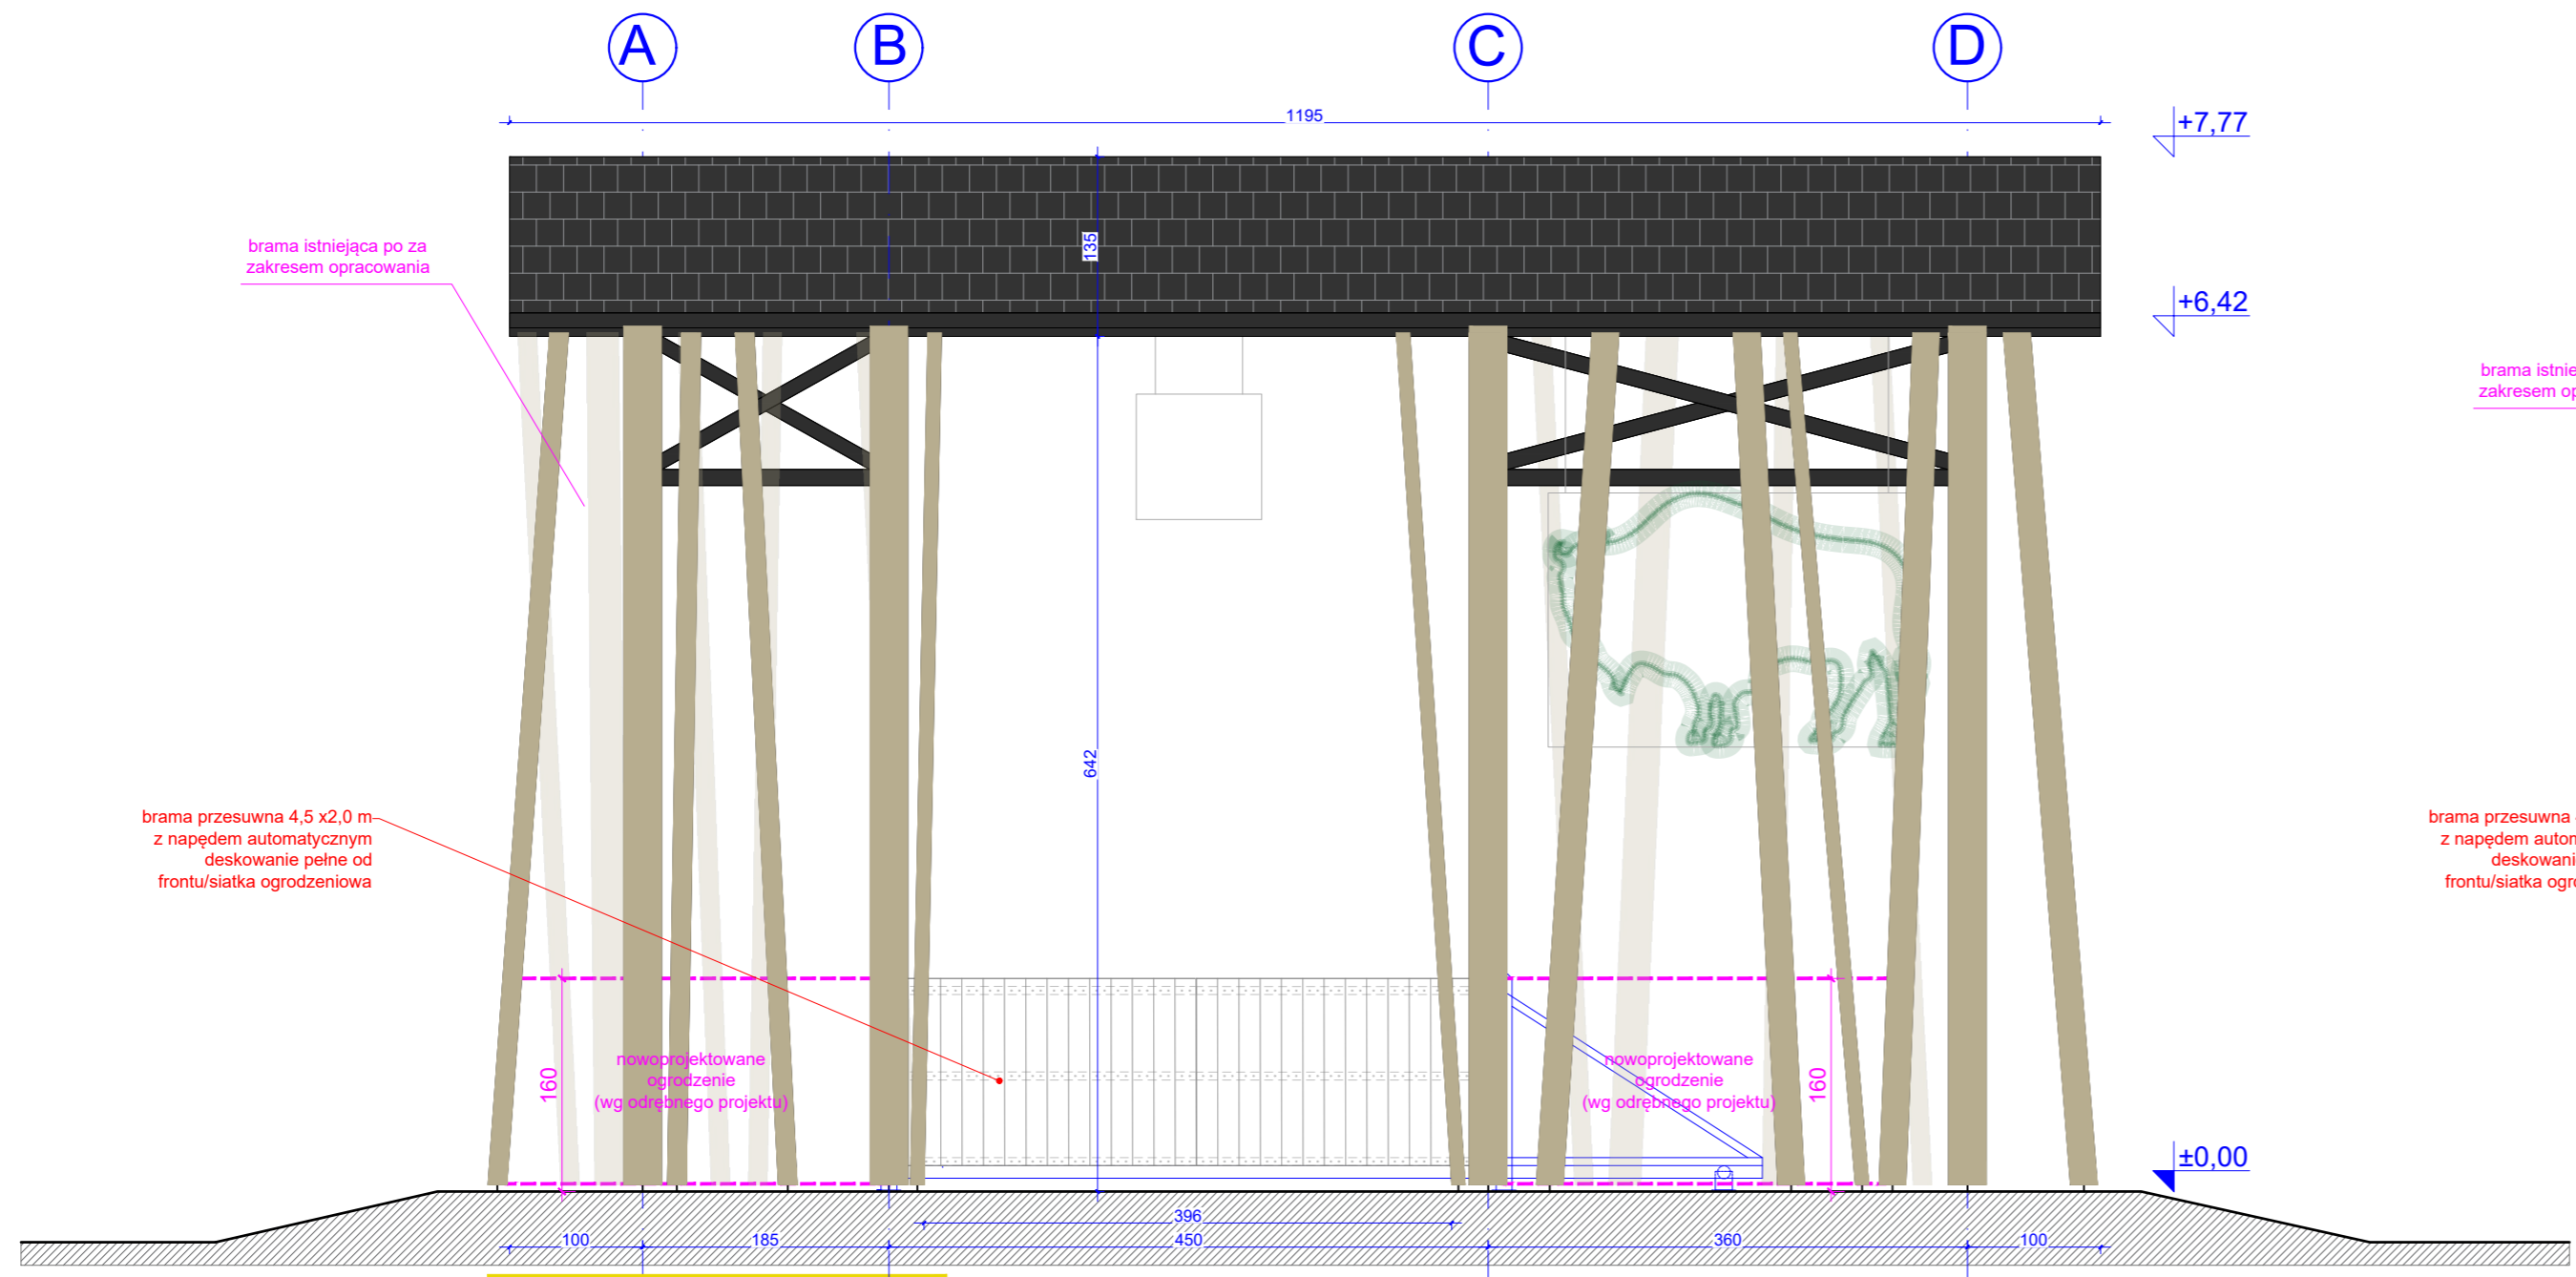 A
B
C
D
1195
+7,77
135
+6,42
brama istniejąca po za
zakresem opracowania
brama istnie
zakresem op
642
brama przesuwna 4,5 x2,0 m
z napędem automatycznym
deskowanie pełne od
frontu/siatka ogrodzeniowa
brama przesuwna
z napędem auton
deskowani
frontu/siatka ogr
160
nowoprojektowane
ogrodzenie
(wg odrębnego projektu)
nowoprojektowane
ogrodzenie
(wg odrębnego projektu)
160
±0,00
396
100
185
450
360
100